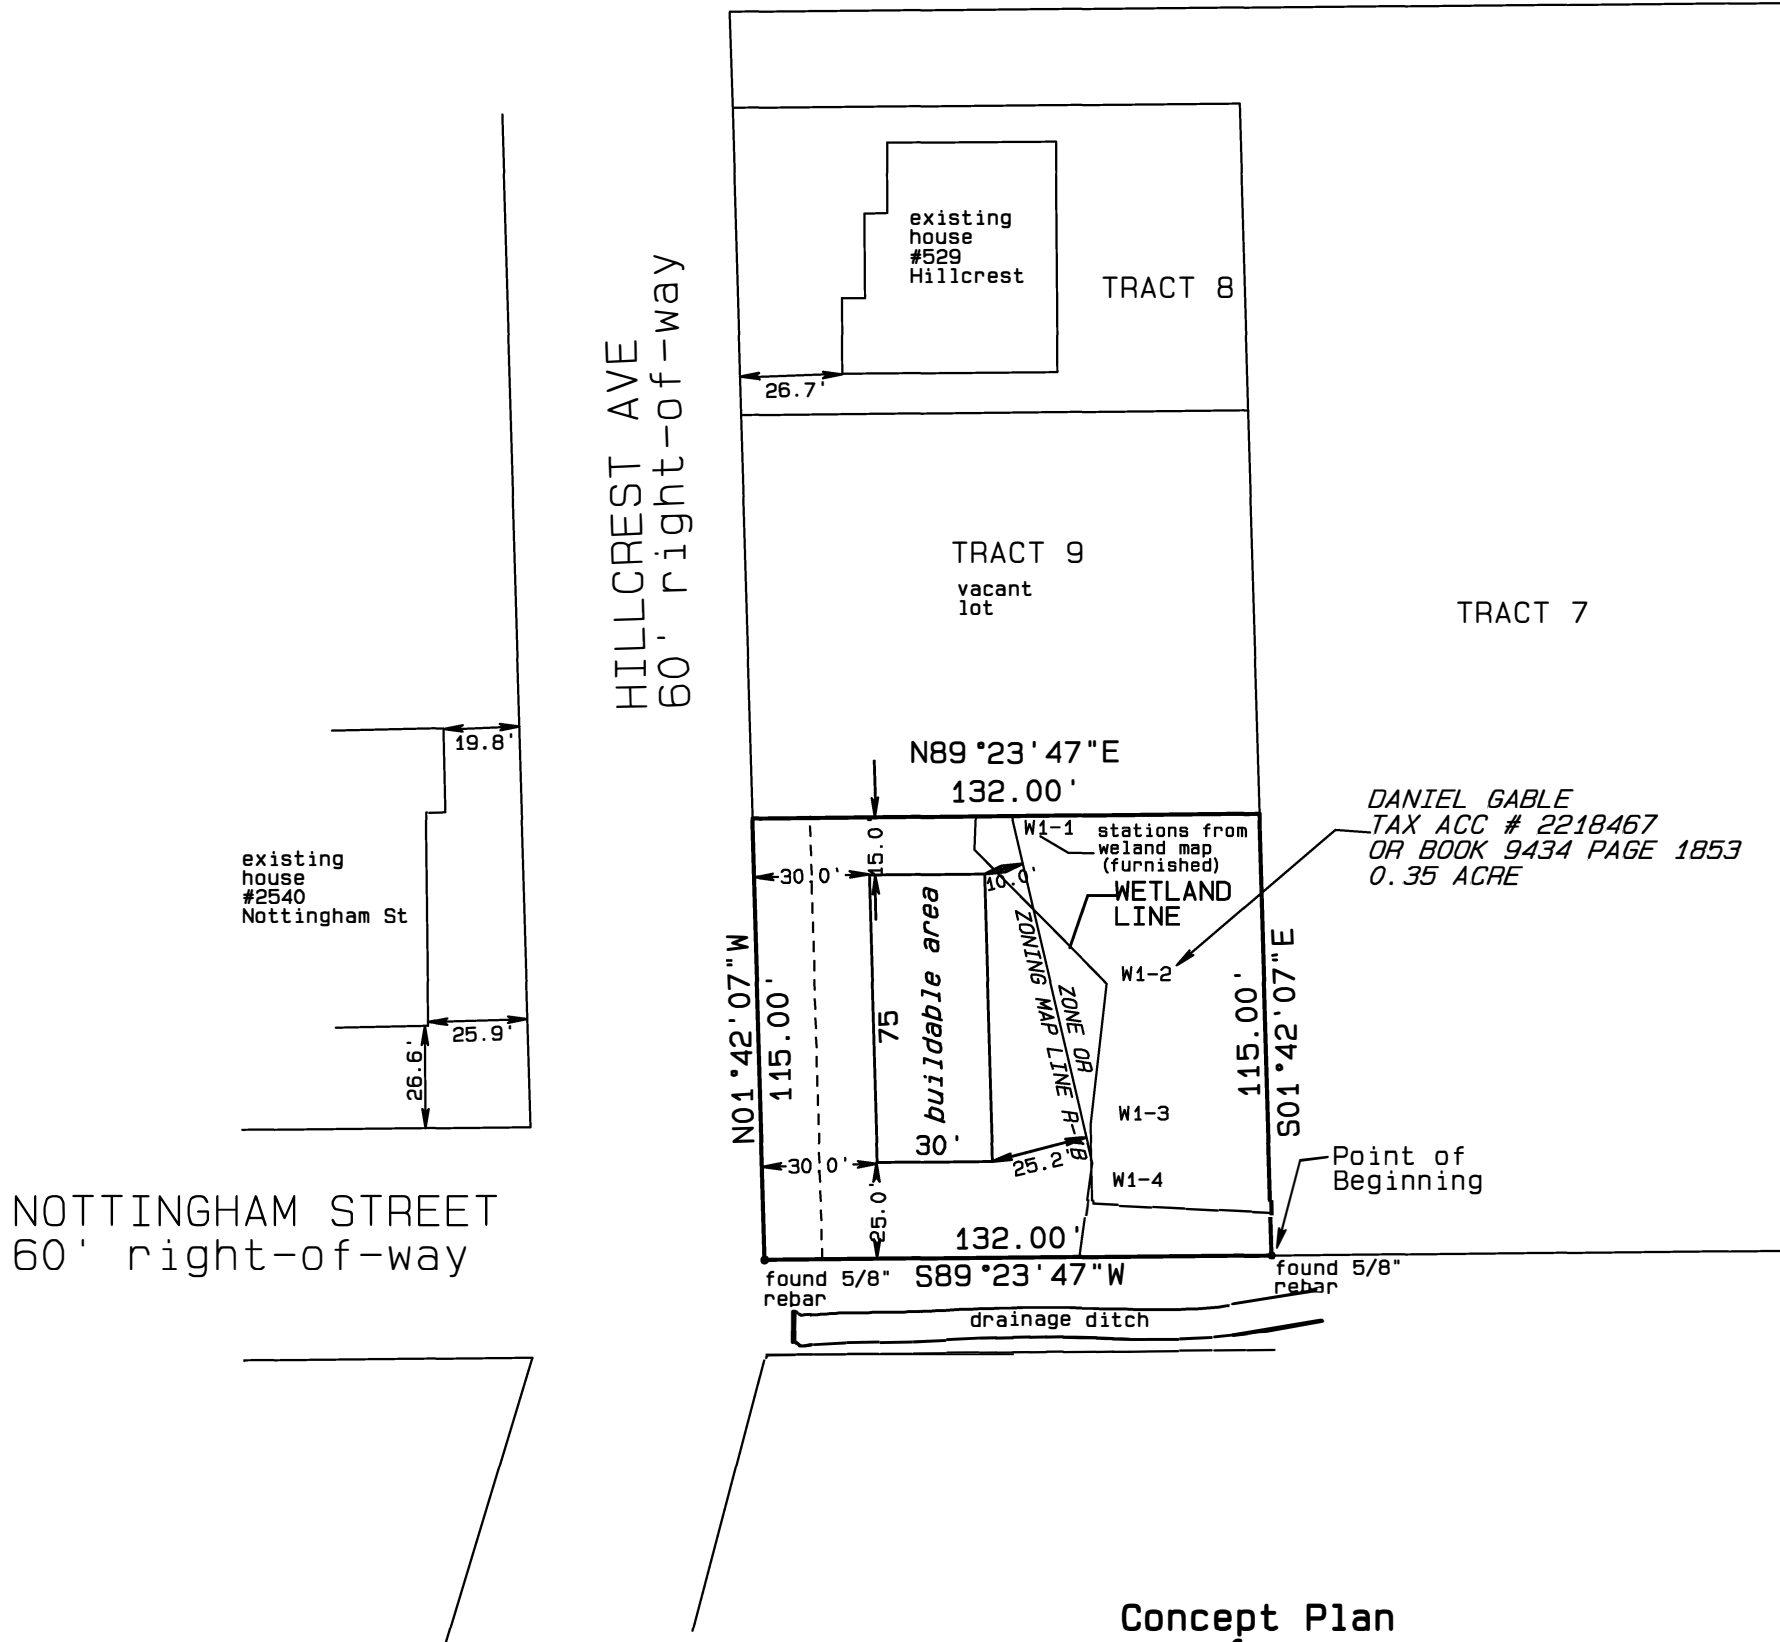 existing
house
#529
Hillcrest
TRACT 8
26.7'
HILLCREST AVE
60' right-of-way
TRACT 9
vacant
lot
TRACT 7
19.8'
existing
house
#2540
Nottingham St
25.9'
26.6'
N89°23'47"E
132.00'
DANIEL GABLE
TAX ACC # 2218467
OR BOOK 9434 PAGE 1853
0.35 ACRE
W1-1
stations from
weland map
(furnished)
WETLAND
LINE
15.0'
30.0'
10.0'
N01°42'07"W
115.00'
75
buildable area
30'
ZONE OR
ZONING MAP LINE R-1B
W1-2
W1-3
W1-4
115.00'
S01°42'07"E
30.0'
25.2'
25.0'
Point of
Beginning
NOTTINGHAM STREET
60' right-of-way
132.00'
S89°23'47"W
found 5/8"
rebar
found 5/8"
rebar
drainage ditch
Concept Plan